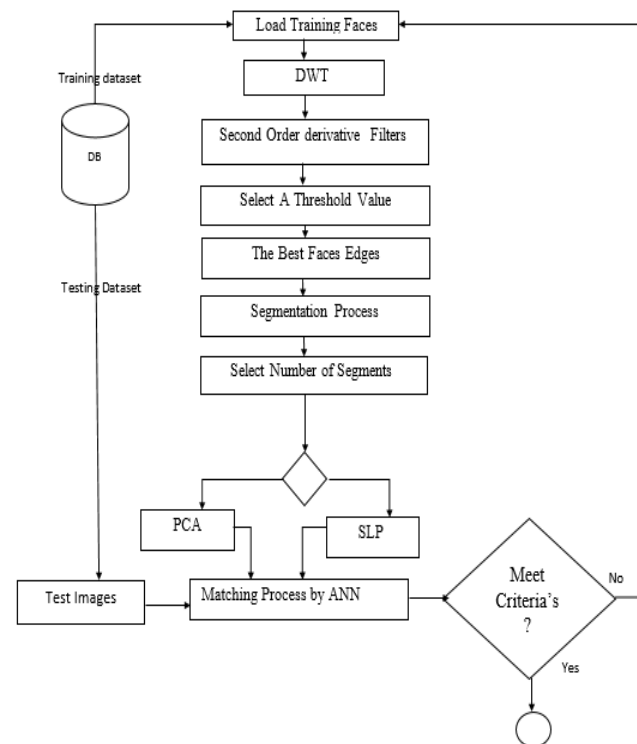 Load Training Faces
Training dataset
DWT
DB
Second Order derivative Filters
Select A Threshold Value
The Best Faces Edges
Testing Dataset
Segmentation Process
Select Number of Segments
PCA
SLP
Test Images
Matching Process by ANN
Meet
Criteria's
?
No
Yes